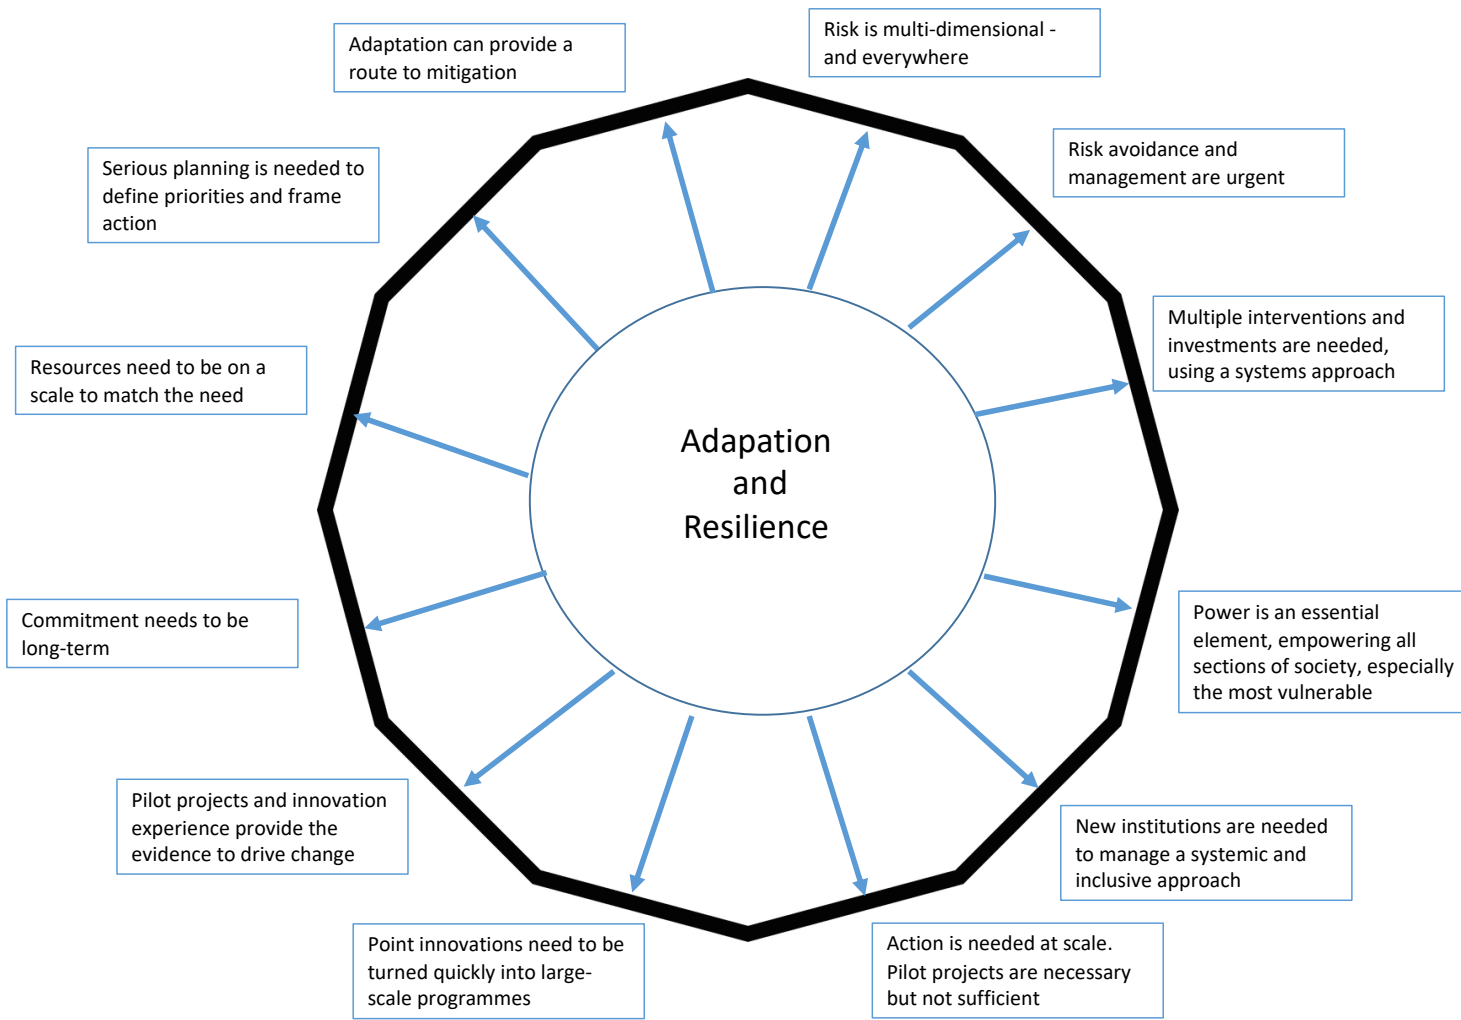 Adaptation can provide a
route to mitigation
Risk is multi-dimensional -
and everywhere
Risk avoidance and
management are urgent
Multiple interventions and
investments are needed,
using a systems approach
Power is an essential
element, empowering all
sections of society, especially
the most vulnerable
New institutions are needed
to manage a systemic and
inclusive approach
Action is needed at scale.
Pilot projects are necessary
but not sufficient
Point innovations need to be
turned quickly into large-
scale programmes
Pilot projects and innovation
experience provide the
evidence to drive change
Commitment needs to be
long-term
Resources need to be on a
scale to match the need
Serious planning is needed to
define priorities and frame
action
Adapation
and
Resilience